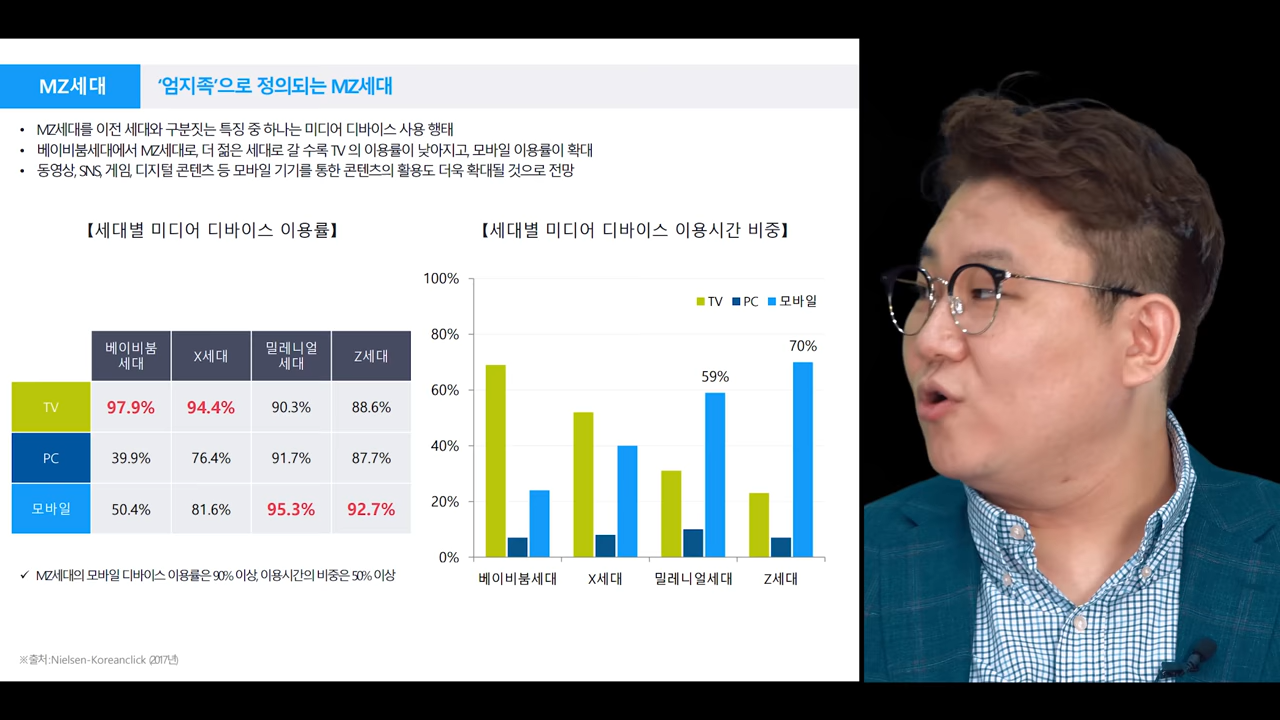 MZ세대
‘엄지족’으로 정의되는 MZ세대
• MZ세대를 이전 세대와 구분짓는 특징 중 하나는 미디어 디바이스 사용 행태
• 베이비붐세대에서 MZ세대로, 더 젊은 세대로 갈 수록 TV 의 이용률이 낮아지고, 모바일 이용률이 확대
• 동영상, SNS, 게임, 디지털 콘텐츠 등 모바일 기기를 통한 콘텐츠의 활용도 더욱 확대될 것으로 전망
【세대별 미디어 디바이스 이용률】
베이비붐
세대
X세대
밀레니얼
세대
Z세대
TV 97.9% 94.4% 90.3% 88.6%
PC 39.9% 76.4% 91.7% 87.7%
모바일 50.4% 81.6% 95.3% 92.7%
✓ MZ세대의 모바일 디바이스 이용률은 90% 이상, 이용시간의 비중은 50% 이상
【세대별 미디어 디바이스 이용시간 비중】
TV PC 모바일
100%
80%
60%
40%
20%
0%
59%
70%
베이비붐세대 X세대 밀레니얼세대 Z세대
※출처:Nielsen-Koreanclick (2017년)